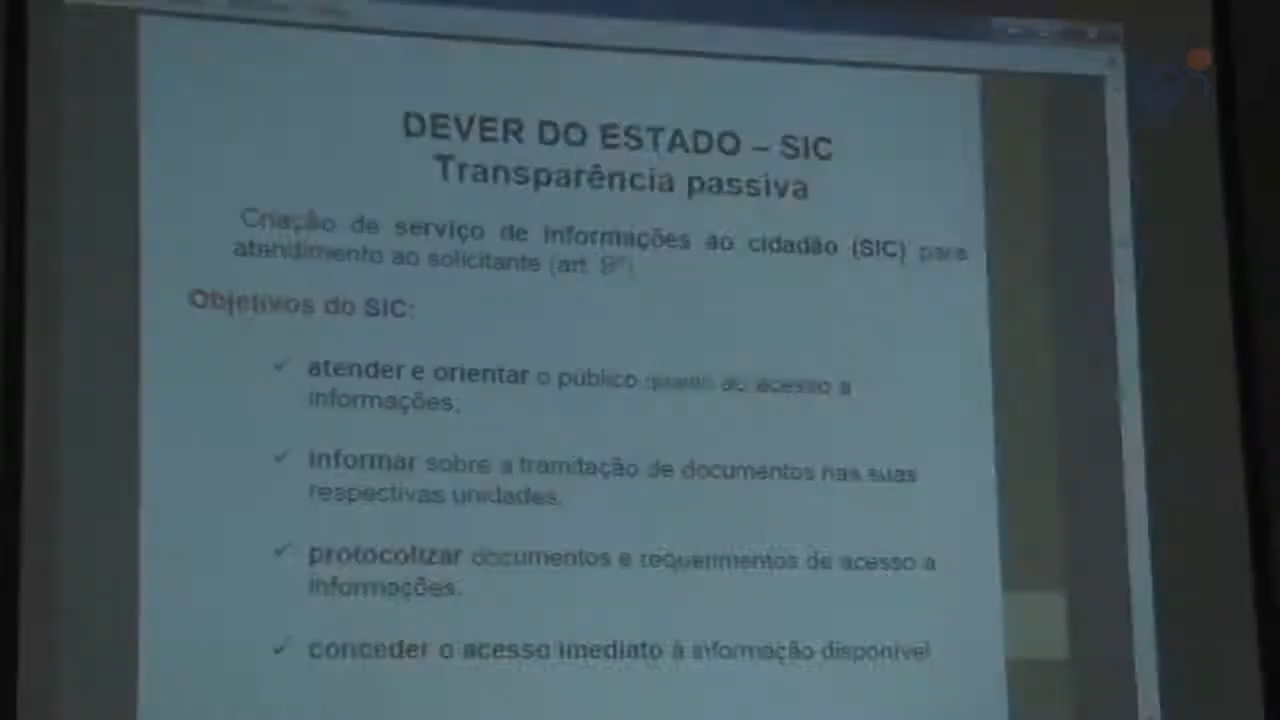 DEVER DO ESTADO – SIC
Transparência passiva
Criação de serviço de informações ao cidadão (SIC) para
atendimento ao solicitante (art. 9º)
Objetivos do SIC:
✓ atender e orientar o público quanto ao acesso a
informações;
✓ informar sobre a tramitação de documentos nas suas
respectivas unidades.
✓ protocolizar documentos e requerimentos de acesso a
informações.
✓ conceder o acesso imediato à informação disponível